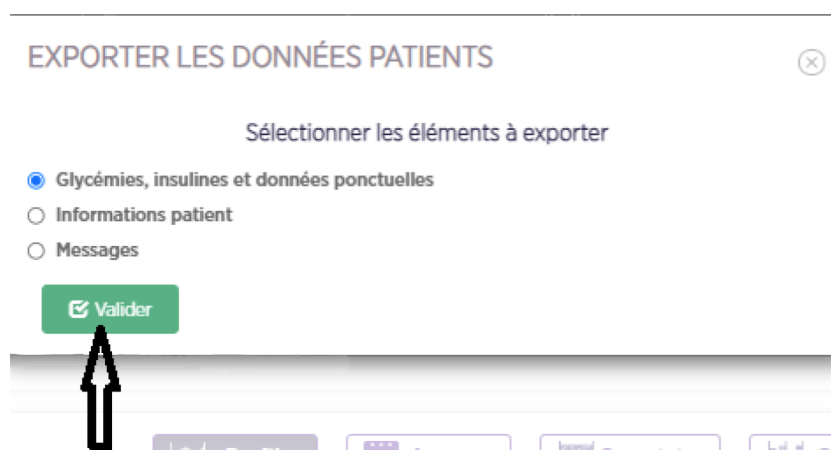 EXPORTER LES DONNÉES PATIENTS
Sélectionner les éléments à exporter
Glycémies, insulines et données ponctuelles
Informations patient
Messages
Valider